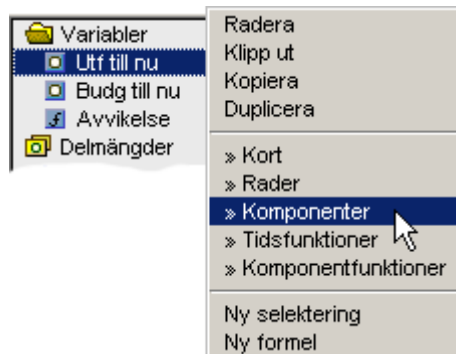 Variabler
Utf till nu
Budg till nu
Avvikelse
Delmängder
Radera
Klipp ut
Kopiera
Duplicera
» Kort
» Rader
» Komponenter
» Tidsfunktioner
» Komponentfunktioner
Ny selektering
Ny formel